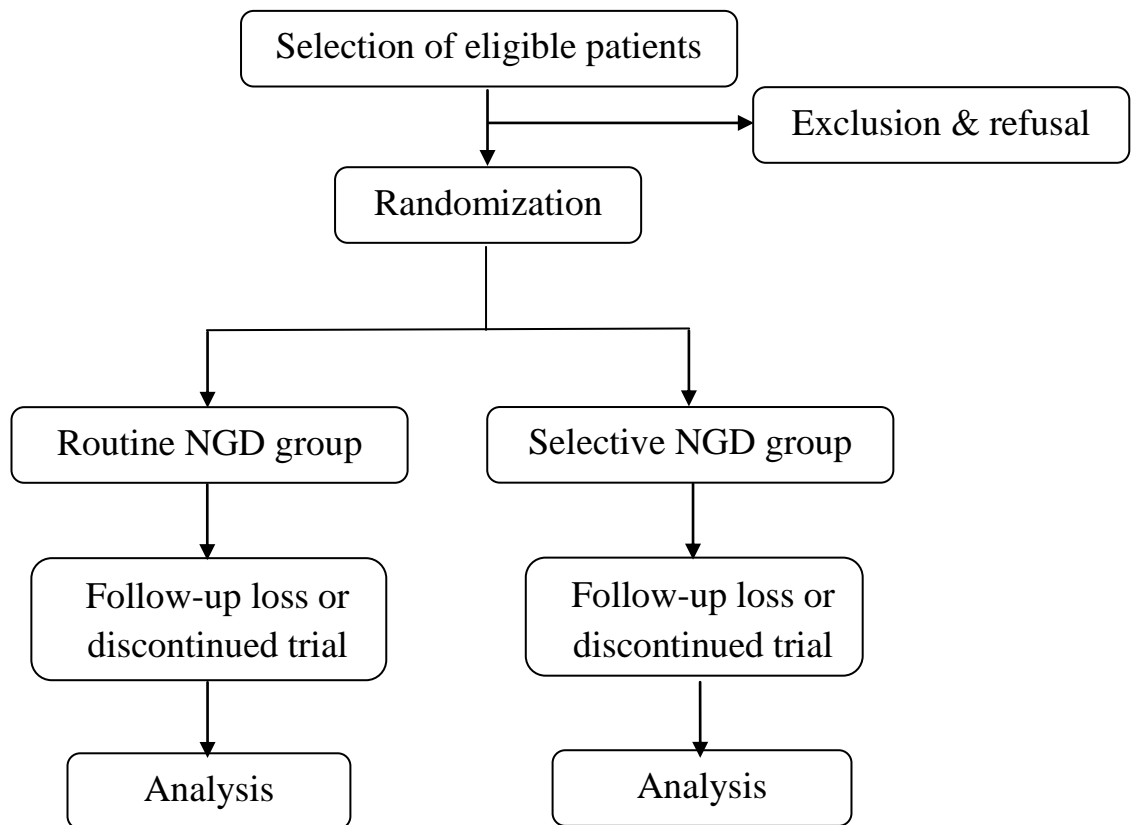 Selection of eligible patients
Exclusion & refusal
Randomization
Routine NGD group
Selective NGD group
Follow-up loss or
discontinued trial
Follow-up loss or
discontinued trial
Analysis
Analysis